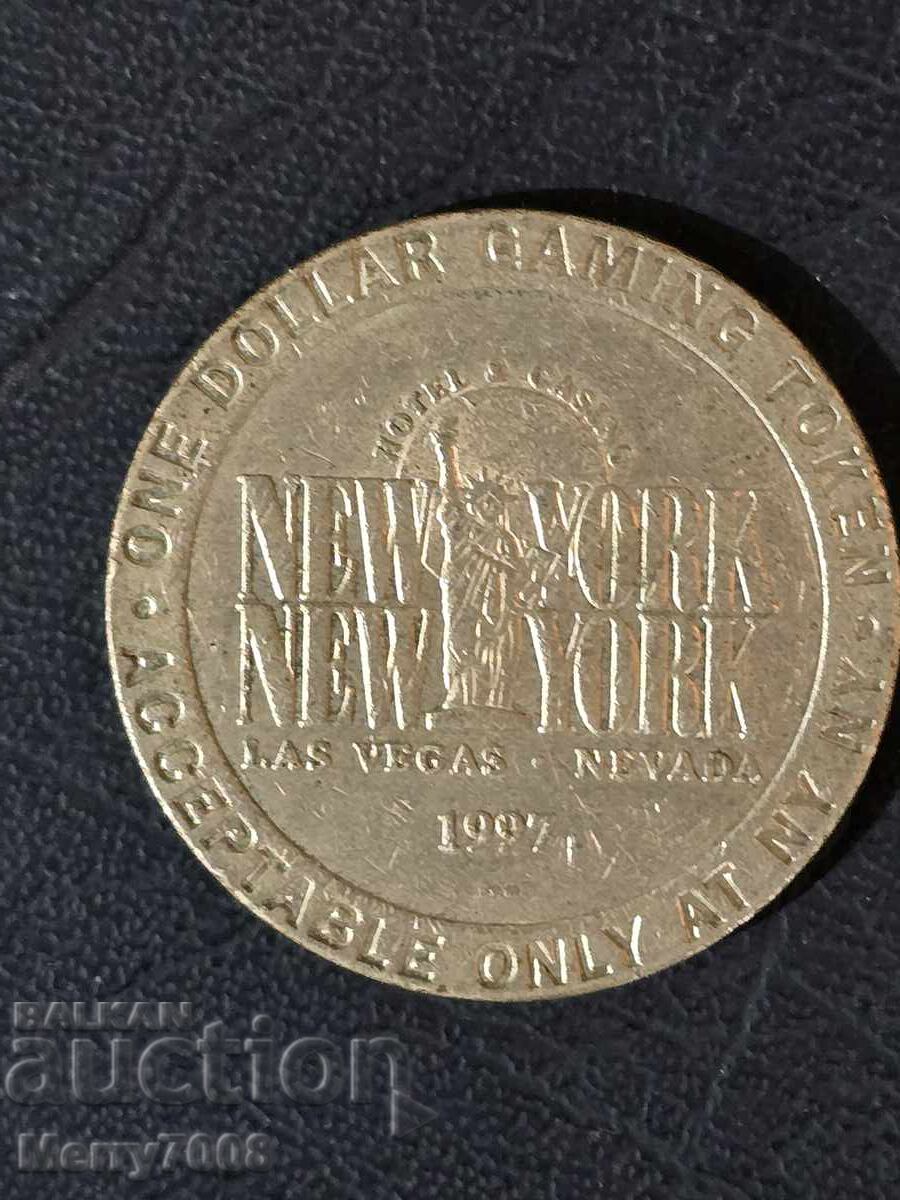 · ONE DOLLAR GAMING TOKEN ·
ACCEPTABLE ONLY AT NY NY
HOTEL & CASINO
NEW YORK
NEW YORK
LAS VEGAS · NEVADA
1997
BALKAN
auction
Merry7008